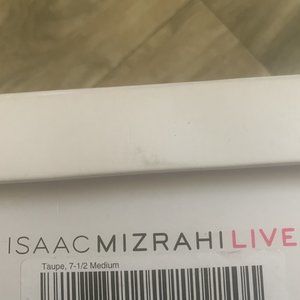 ISAACMIZRAHILIVE
Taupe, 7-1/2 Medium